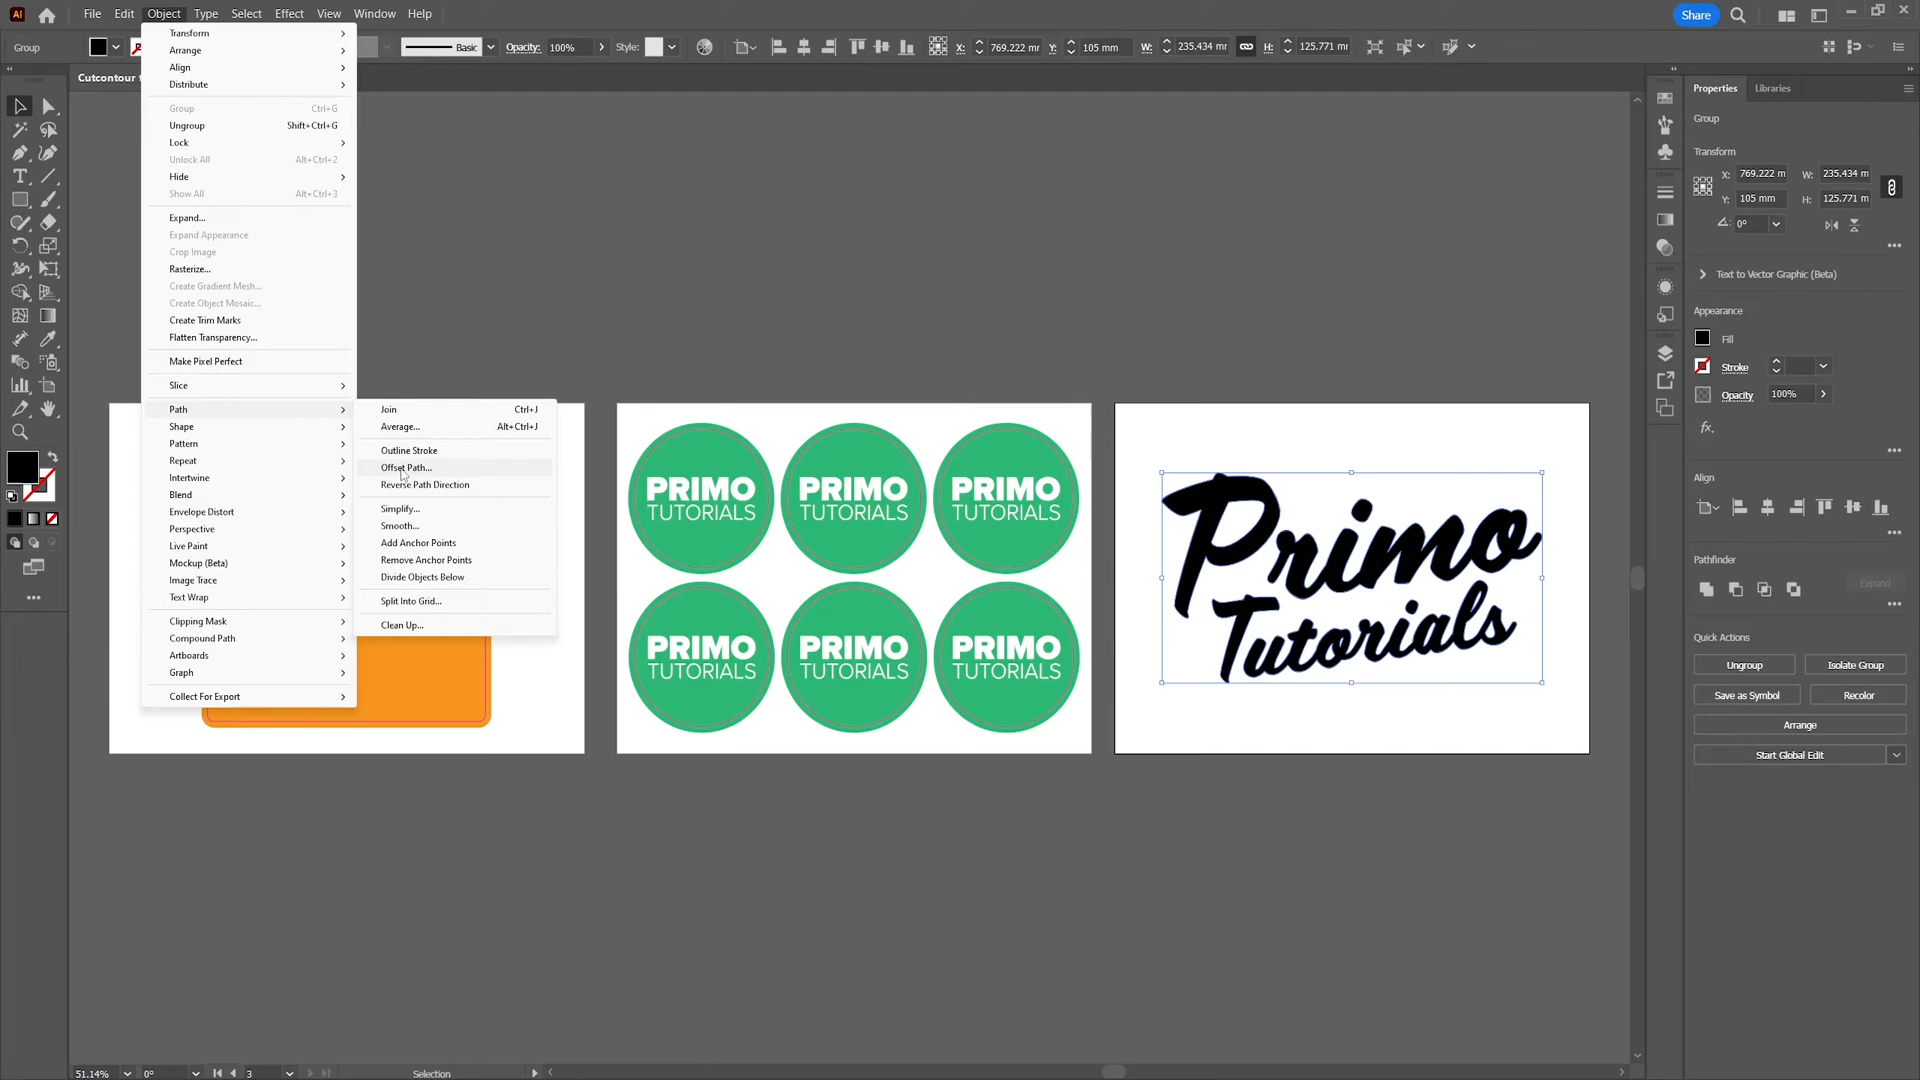 Ai File Edit Object Type Select Effect View Window Help Share
Group Basic Opacity: 100% Style: X: 769.222 mr Y: 105 mm W: 235.434 mr H: 125.771 mr
Cutcontour
Transform
Arrange
Align
Distribute
Group Ctrl+G
Ungroup Shift+Ctrl+G
Lock
Unlock All Alt+Ctrl+2
Hide
Show All Alt+Ctrl+3
Expand...
Expand Appearance
Crop Image
Rasterize...
Create Gradient Mesh...
Create Object Mosaic...
Create Trim Marks
Flatten Transparency...
Make Pixel Perfect
Slice
Path
Shape
Pattern
Repeat
Intertwine
Blend
Envelope Distort
Perspective
Live Paint
Mockup (Beta)
Image Trace
Text Wrap
Clipping Mask
Compound Path
Artboards
Graph
Collect For Export
Join Ctrl+J
Average... Alt+Ctrl+J
Outline Stroke
Offset Path...
Reverse Path Direction
Simplify...
Smooth...
Add Anchor Points
Remove Anchor Points
Divide Objects Below
Split Into Grid...
Clean Up...
PRIMO PRIMO PRIMO
TUTORIALS TUTORIALS TUTORIALS
PRIMO PRIMO PRIMO
TUTORIALS TUTORIALS TUTORIALS
Primo
Tutorials
Properties Libraries
Group
Transform
X: 769.222 m W: 235.434 m
Y: 105 mm H: 125.771 m
0°
Text to Vector Graphic (Beta)
Appearance
Fill
Stroke
Opacity 100%
fx.
Align
Pathfinder
Expand
Quick Actions
Ungroup Isolate Group
Save as Symbol Recolor
Arrange
Start Global Edit
51.14% 0° 3 Selection